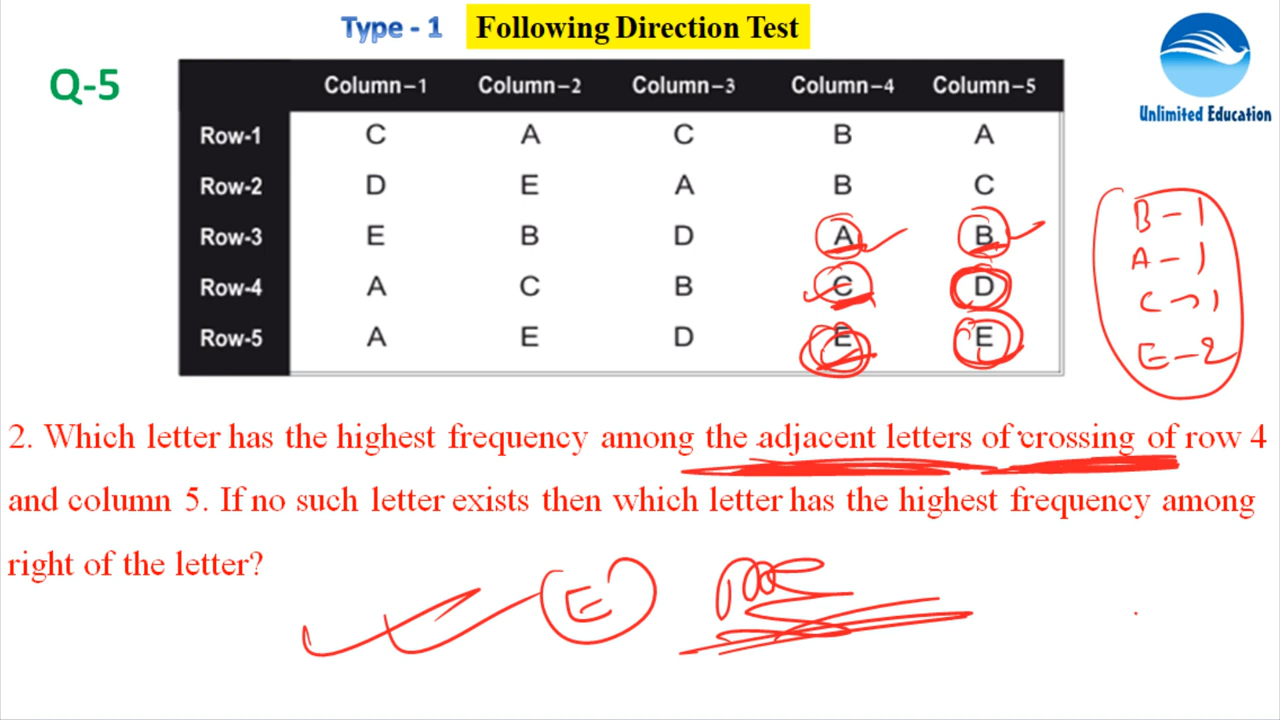 Type - 1 Following Direction Test
Q-5
Unlimited Education
Column-1 Column-2 Column-3 Column-4 Column-5
Row-1 C A C B A
Row-2 D E A B C
Row-3 E B D A B
Row-4 A C B C D
Row-5 A E D E E
B - 1
A - 1
C → 1
E - 2
2. Which letter has the highest frequency among the adjacent letters of crossing of row 4
and column 5. If no such letter exists then which letter has the highest frequency among
right of the letter?
E